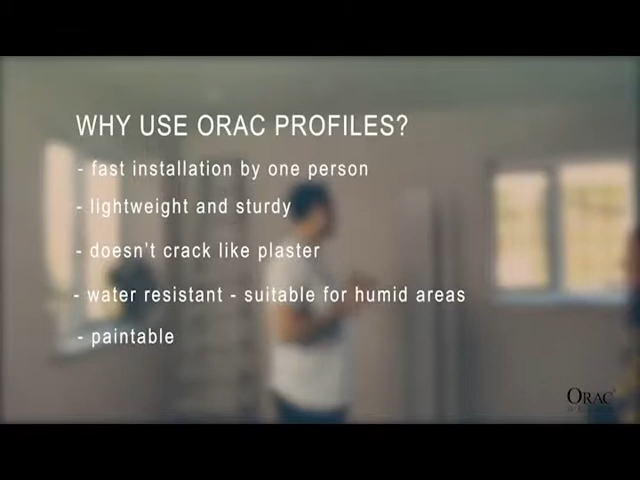 WHY USE ORAC PROFILES?
- fast installation by one person
- lightweight and sturdy
- doesn't crack like plaster
- water resistant - suitable for humid areas
- paintable
ORAC